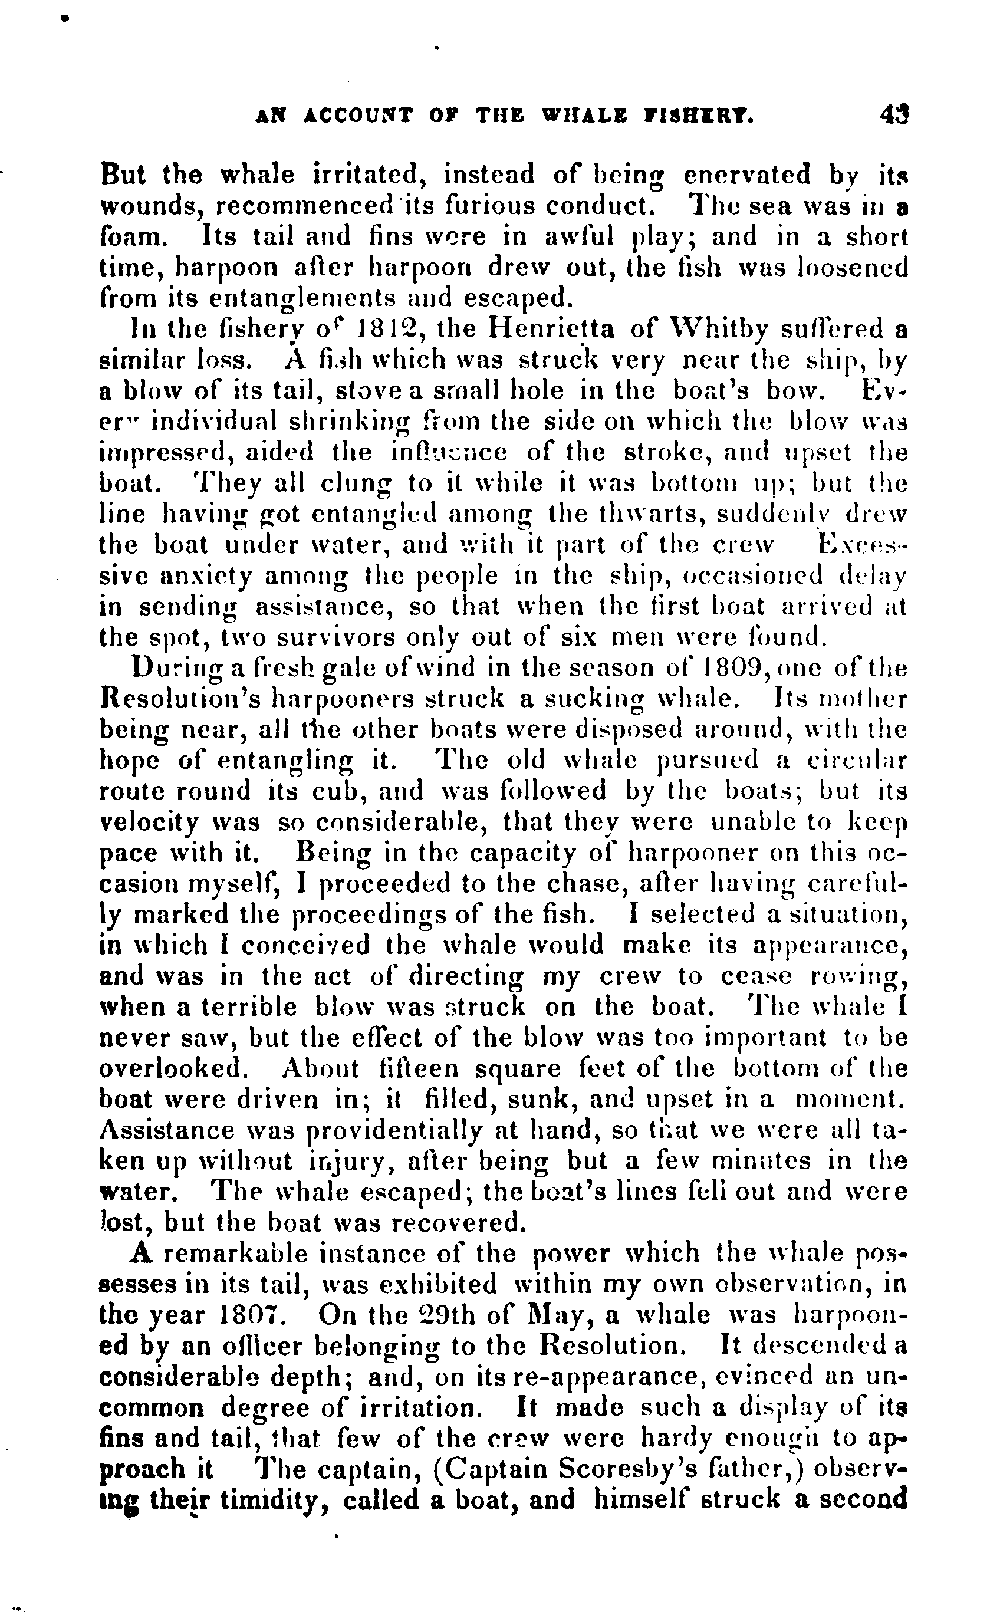 AN ACCOUNT OF THE WHALE FISHERY. 43
But the whale irritated, instead of being enervated by its
wounds, recommenced its furious conduct. The sea was in a
foam. Its tail and fins were in awful play; and in a short
time, harpoon after harpoon drew out, the fish was loosened
from its entanglements and escaped.
In the fishery of 1812, the Henrietta of Whitby suffered a
similar loss. A fish which was struck very near the ship, by
a blow of its tail, stove a small hole in the boat's bow. Ev-
ery individual shrinking from the side on which the blow was
impressed, aided the influence of the stroke, and upset the
boat. They all clung to it while it was bottom up; but the
line having got entangled among the thwarts, suddenly drew
the boat under water, and with it part of the crew Exces-
sive anxiety among the people in the ship, occasioned delay
in sending assistance, so that when the first boat arrived at
the spot, two survivors only out of six men were found.
During a fresh gale of wind in the season of 1809, one of the
Resolution's harpooners struck a sucking whale. Its mother
being near, all the other boats were disposed around, with the
hope of entangling it. The old whale pursued a circular
route round its cub, and was followed by the boats; but its
velocity was so considerable, that they were unable to keep
pace with it. Being in the capacity of harpooner on this oc-
casion myself, I proceeded to the chase, after having careful-
ly marked the proceedings of the fish. I selected a situation,
in which I conceived the whale would make its appearance,
and was in the act of directing my crew to cease rowing,
when a terrible blow was struck on the boat. The whale I
never saw, but the effect of the blow was too important to be
overlooked. About fifteen square feet of the bottom of the
boat were driven in; it filled, sunk, and upset in a moment.
Assistance was providentially at hand, so that we were all ta-
ken up without injury, after being but a few minutes in the
water. The whale escaped; the boat's lines fell out and were
lost, but the boat was recovered.
A remarkable instance of the power which the whale pos-
sesses in its tail, was exhibited within my own observation, in
the year 1807. On the 29th of May, a whale was harpoon-
ed by an officer belonging to the Resolution. It descended a
considerable depth; and, on its re-appearance, evinced an un-
common degree of irritation. It made such a display of its
fins and tail, that few of the crew were hardy enough to ap-
proach it The captain, (Captain Scoresby's father,) observ-
ing their timidity, called a boat, and himself struck a second